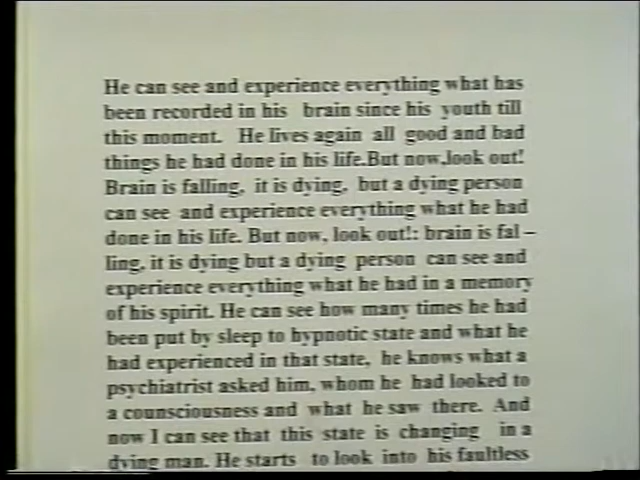 He can see and experience everything what has
been recorded in his brain since his youth till
this moment. He lives again all good and bad
things he had done in his life.But now,look out!
Brain is falling, it is dying, but a dying person
can see and experience everything what he had
done in his life. But now, look out!: brain is fal –
ling, it is dying but a dying person can see and
experience everything what he had in a memory
of his spirit. He can see how many times he had
been put by sleep to hypnotic state and what he
had experienced in that state, he knows what a
psychiatrist asked him, whom he had looked to
a counsciousness and what he saw there. And
now I can see that this state is changing in a
dying man. He starts to look into his faultless